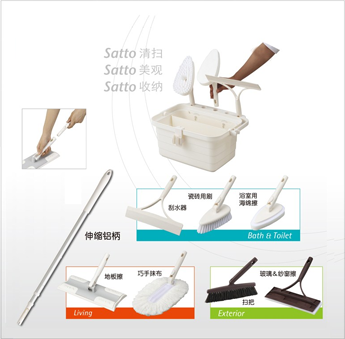 Satto 清扫
Satto 美观
Satto 收纳
伸缩铝柄
刮水器
瓷砖用刷
浴室用
海绵擦
Bath & Toilet
地板擦
巧手抹布
Living
扫把
玻璃&纱窗擦
Exterior